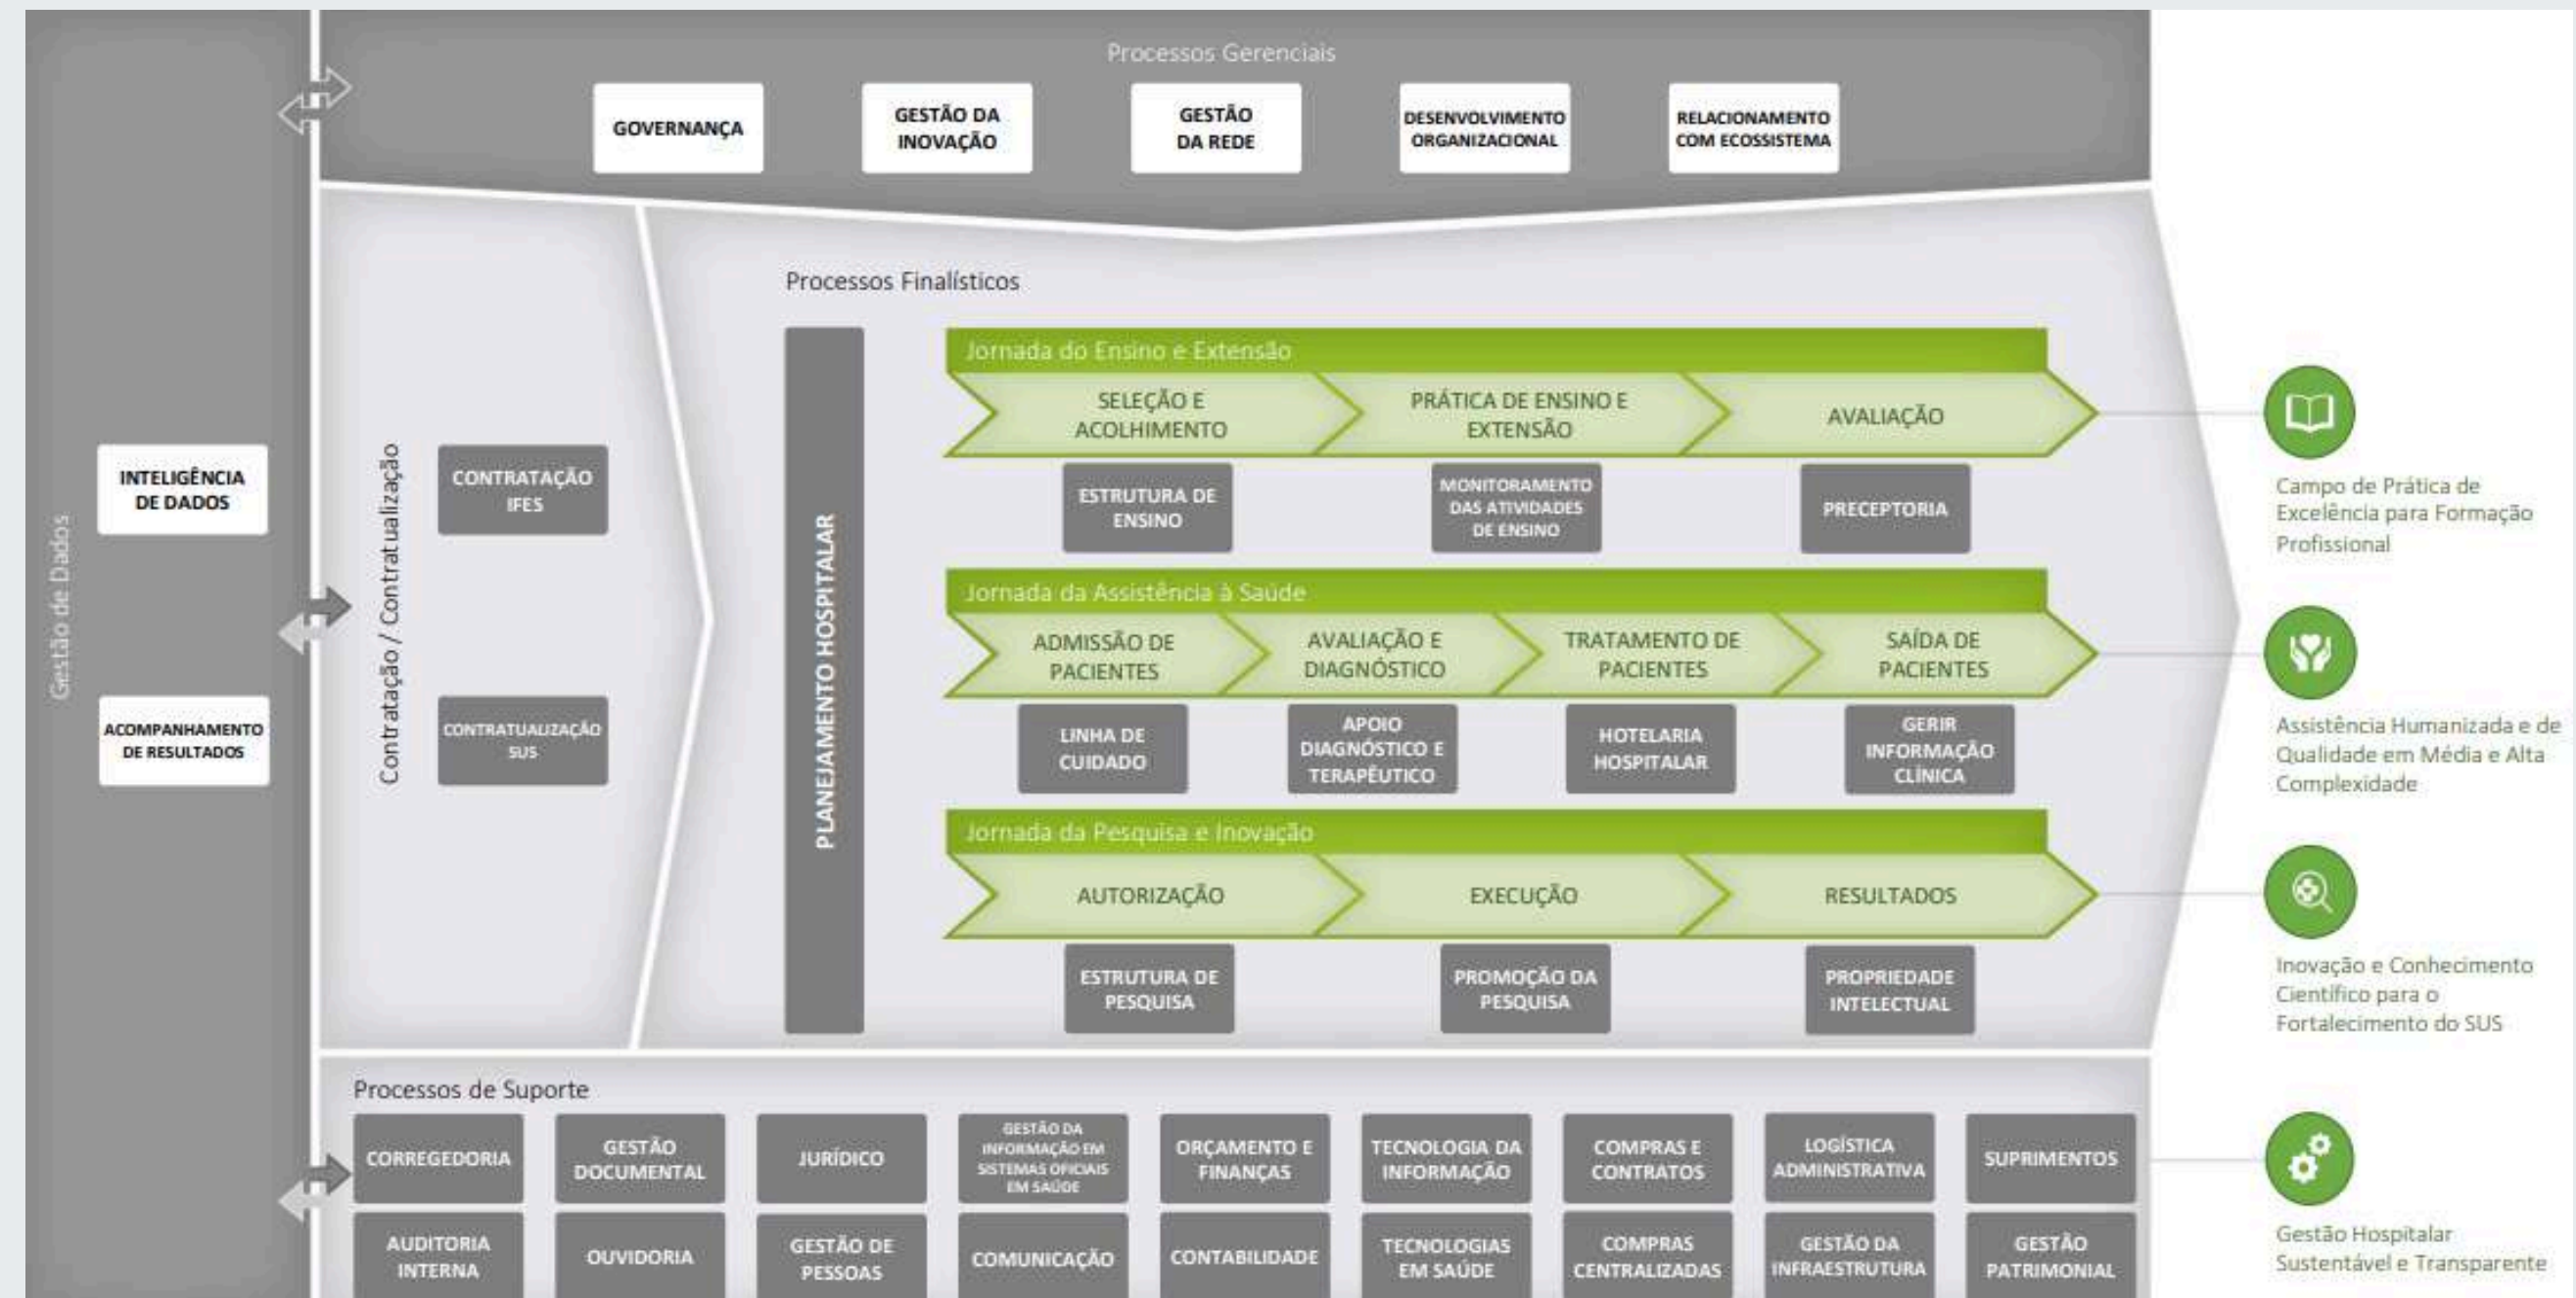 Processos Gerenciais
GOVERNANÇA
GESTÃO DA
INOVAÇÃO
GESTÃO
DA REDE
DESENVOLVIMENTO
ORGANIZACIONAL
RELACIONAMENTO
COM ECOSSISTEMA
Gestão de Dados
INTELIGÊNCIA
DE DADOS
ACOMPANHAMENTO
DE RESULTADOS
Contratação / Contratualização
CONTRATAÇÃO
IFES
CONTRATUALIZAÇÃO
SUS
Processos Finalísticos
PLANEJAMENTO HOSPITALAR
Jornada do Ensino e Extensão
SELEÇÃO E
ACOLHIMENTO
PRÁTICA DE ENSINO E
EXTENSÃO
AVALIAÇÃO
ESTRUTURA DE
ENSINO
MONITORAMENTO
DAS ATIVIDADES
DE ENSINO
PRECEPTORIA
Campo de Prática de
Excelência para Formação
Profissional
Jornada da Assistência à Saúde
ADMISSÃO DE
PACIENTES
AVALIAÇÃO E
DIAGNÓSTICO
TRATAMENTO DE
PACIENTES
SAÍDA DE
PACIENTES
LINHA DE
CUIDADO
APOIO
DIAGNÓSTICO E
TERAPÊUTICO
HOTELARIA
HOSPITALAR
GERIR
INFORMAÇÃO
CLÍNICA
Assistência Humanizada e de
Qualidade em Média e Alta
Complexidade
Jornada da Pesquisa e Inovação
AUTORIZAÇÃO
EXECUÇÃO
RESULTADOS
ESTRUTURA DE
PESQUISA
PROMOÇÃO DA
PESQUISA
PROPRIEDADE
INTELECTUAL
Inovação e Conhecimento
Científico para o
Fortalecimento do SUS
Processos de Suporte
CORREGEDORIA
GESTÃO
DOCUMENTAL
JURÍDICO
GESTÃO DA
INFORMAÇÃO EM
SISTEMAS OFICIAIS
EM SAÚDE
ORÇAMENTO E
FINANÇAS
TECNOLOGIA DA
INFORMAÇÃO
COMPRAS E
CONTRATOS
LOGÍSTICA
ADMINISTRATIVA
SUPRIMENTOS
AUDITORIA
INTERNA
OUVIDORIA
GESTÃO DE
PESSOAS
COMUNICAÇÃO
CONTABILIDADE
TECNOLOGIAS
EM SAÚDE
COMPRAS
CENTRALIZADAS
GESTÃO DA
INFRAESTRUTURA
GESTÃO
PATRIMONIAL
Gestão Hospitalar
Sustentável e Transparente